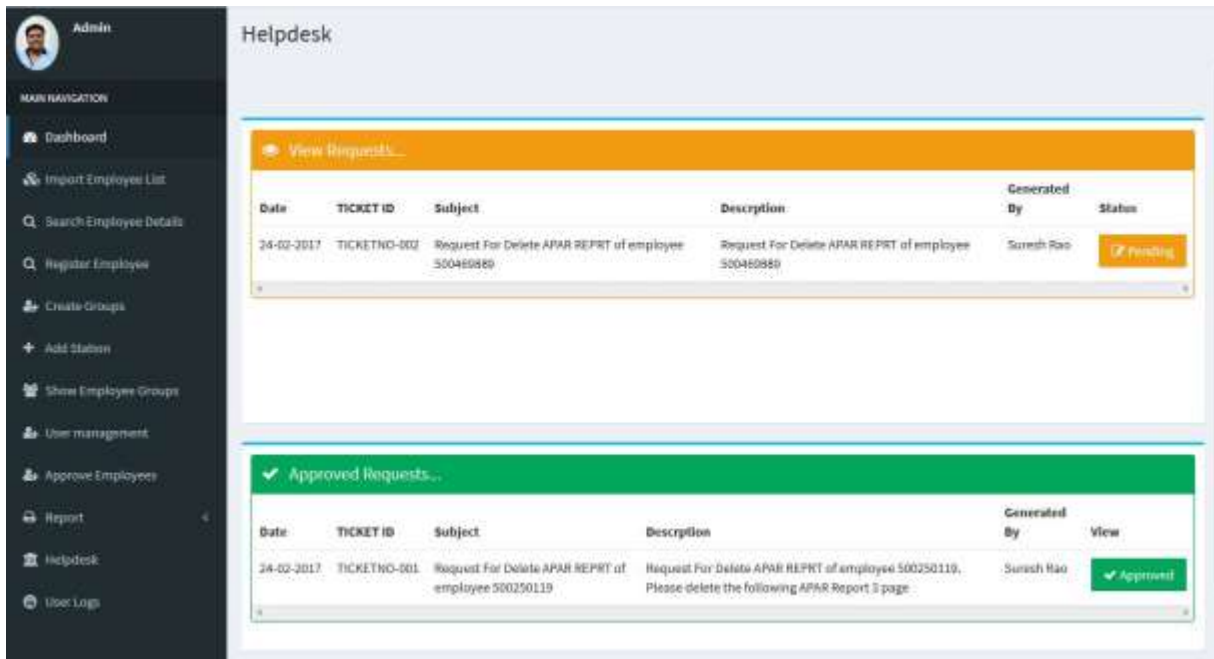 Admin
Helpdesk
MAIN NAVIGATION
Dashboard
Import Employee List
Search Employee Details
Register Employee
Create Groups
Add Station
Show Employee Groups
User management
Approve Employees
Report
Helpdesk
User Logs
View Requests...
Date TICKET ID Subject Descrption Generated By Status
24-02-2017 TICKETNO-002 Request For Delete APAR REPRT of employee Request For Delete APAR REPRT of employee Suresh Rao Pending
500469889 500469889
Approved Requests...
Date TICKET ID Subject Descrption Generated By View
24-02-2017 TICKETNO-001 Request For Delete APAR REPRT of Request For Delete APAR REPRT of employee 500250119. Suresh Rao Approved
employee 500250119 Please delete the following APAR Report 3 page